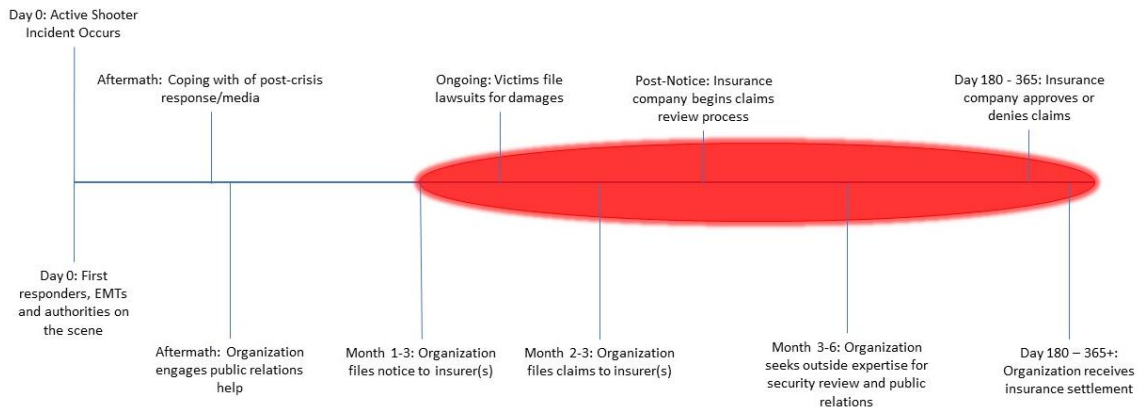 Day 0: Active Shooter
Incident Occurs
Aftermath: Coping with of post-crisis
response/media
Ongoing: Victims file
lawsuits for damages
Post-Notice: Insurance
company begins claims
review process
Day 180 - 365: Insurance
company approves or
denies claims
Day 0: First
responders, EMTs
and authorities on
the scene
Aftermath: Organization
engages public relations
help
Month 1-3: Organization
files notice to insurer(s)
Month 2-3: Organization
files claims to insurer(s)
Month 3-6: Organization
seeks outside expertise for
security review and public
relations
Day 180 – 365+:
Organization receives
insurance settlement